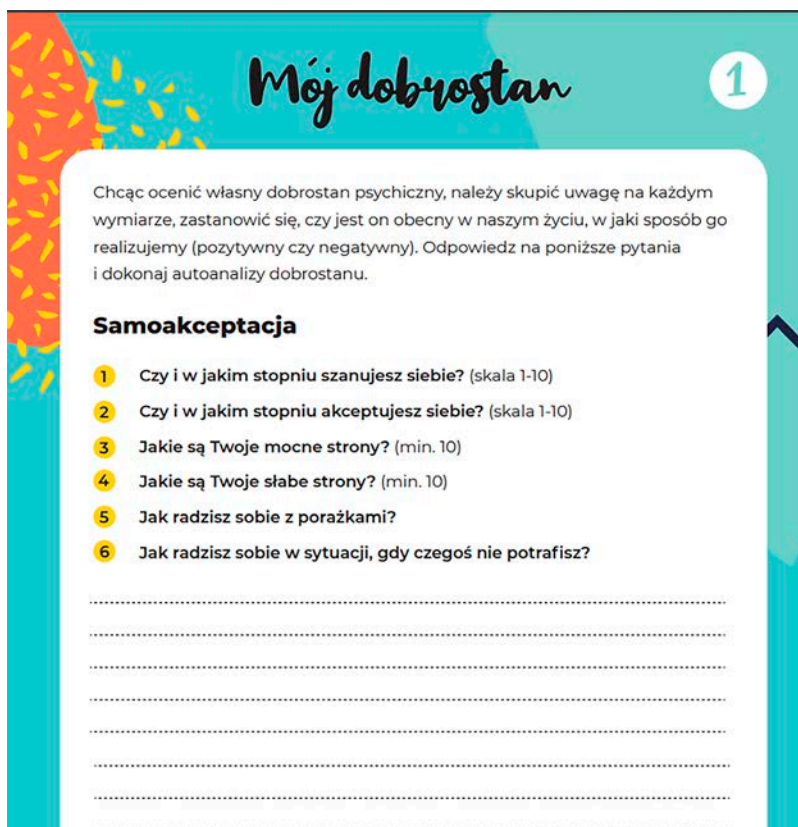 Mój dobrostan
1
Chcąc ocenić własny dobrostan psychiczny, należy skupić uwagę na każdym
wymiarze, zastanowić się, czy jest on obecny w naszym życiu, w jaki sposób go
realizujemy (pozytywny czy negatywny). Odpowiedz na poniższe pytania
i dokonaj autoanalizy dobrostanu.
Samoakceptacja
1 Czy i w jakim stopniu szanujesz siebie? (skala 1-10)
2 Czy i w jakim stopniu akceptujesz siebie? (skala 1-10)
3 Jakie są Twoje mocne strony? (min. 10)
4 Jakie są Twoje słabe strony? (min. 10)
5 Jak radzisz sobie z porażkami?
6 Jak radzisz sobie w sytuacji, gdy czegoś nie potrafisz?